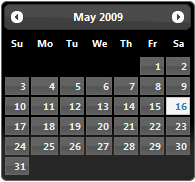 May 2009
Su Mo Tu We Th Fr Sa
1 2
3 4 5 6 7 8 9
10 11 12 13 14 15 16
17 18 19 20 21 22 23
24 25 26 27 28 29 30
31